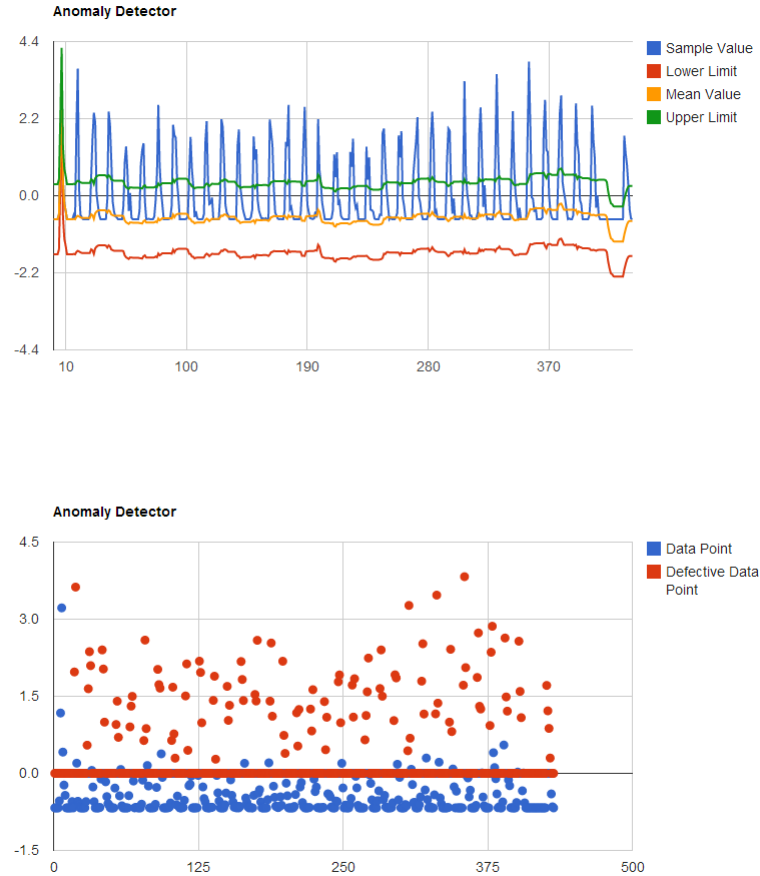 Anomaly Detector
4.4
2.2
0.0
-2.2
-4.4
10 100 190 280 370
Sample Value
Lower Limit
Mean Value
Upper Limit
Anomaly Detector
4.5
3.0
1.5
0.0
-1.5
0 125 250 375 500
Data Point
Defective Data
Point